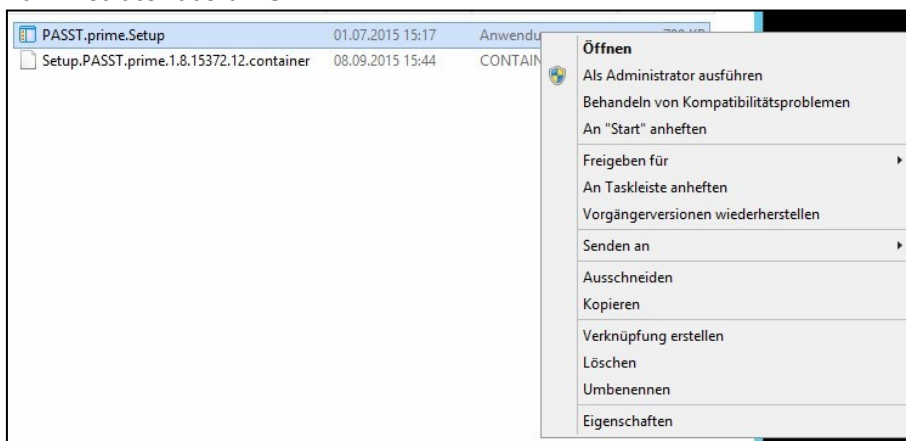 PASST.prime.Setup 01.07.2015 15:17 Anwendu
Setup.PASST.prime.1.8.15372.12.container 08.09.2015 15:44 CONTAIN
Öffnen
Als Administrator ausführen
Behandeln von Kompatibilitätsproblemen
An "Start" anheften
Freigeben für
An Taskleiste anheften
Vorgängerversionen wiederherstellen
Senden an
Ausschneiden
Kopieren
Verknüpfung erstellen
Löschen
Umbenennen
Eigenschaften